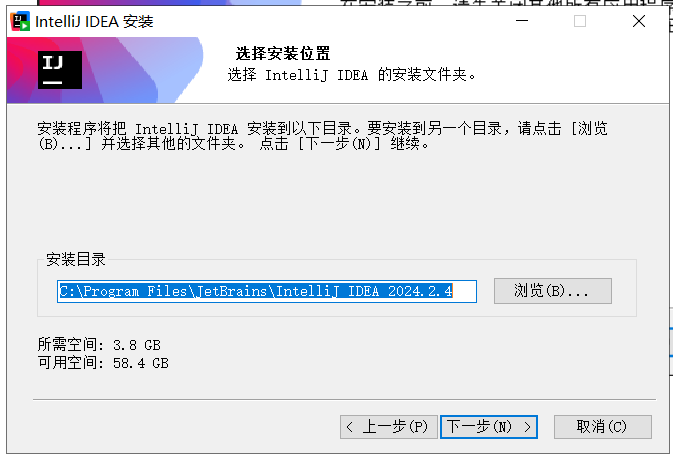 IntelliJ IDEA 安装
IJ
选择安装位置
选择 IntelliJ IDEA 的安装文件夹。
安装程序将把 IntelliJ IDEA 安装到以下目录。要安装到另一个目录，请点击 [浏览
(B)...] 并选择其他的文件夹。 点击 [下一步(N)] 继续。
安装目录
C:\Program Files\JetBrains\IntelliJ IDEA 2024.2.4
浏览(B)...
所需空间: 3.8 GB
可用空间: 58.4 GB
< 上一步(P)
下一步(N) >
取消(C)